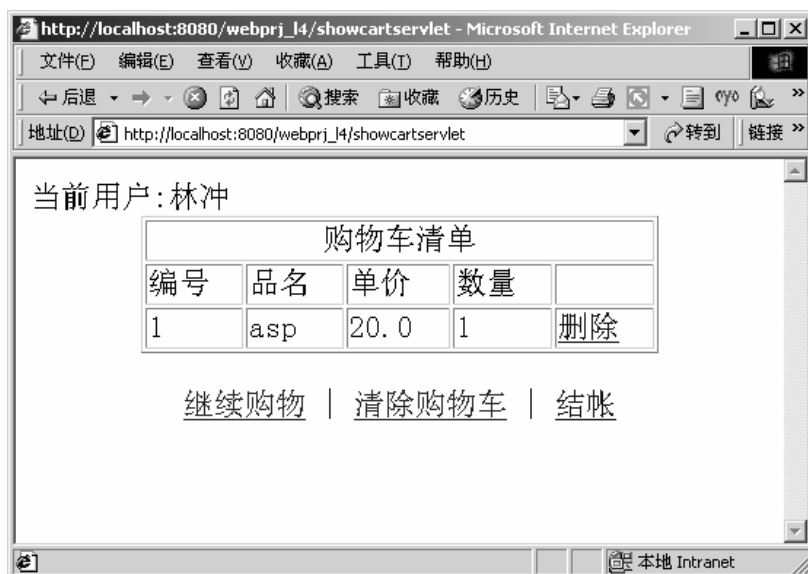 http://localhost:8080/webprj_l4/showcartservlet - Microsoft Internet Explorer
文件(F) 编辑(E) 查看(V) 收藏(A) 工具(T) 帮助(H)
后退 搜索 收藏 历史 »
地址(D) http://localhost:8080/webprj_l4/showcartservlet 转到 链接 »
当前用户:林冲
购物车清单
编号 品名 单价 数量
1 asp 20.0 1 删除
继续购物 | 清除购物车 | 结帐
本地 Intranet